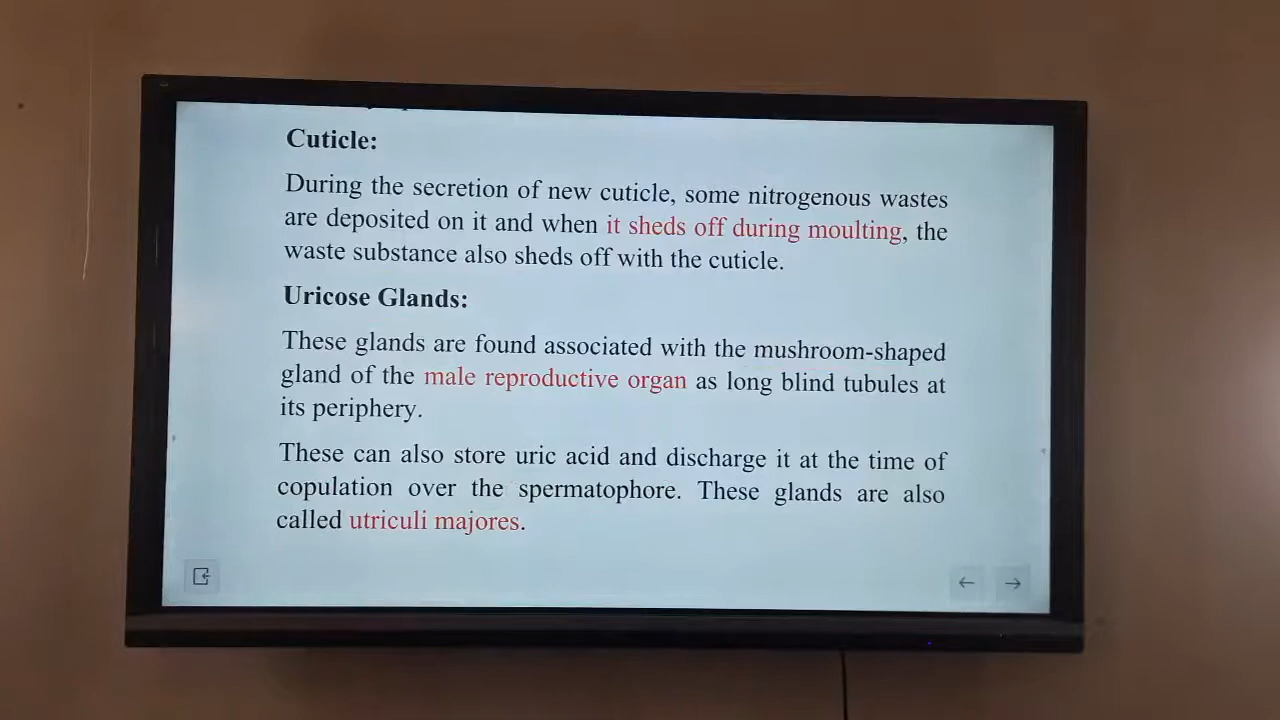 Cuticle:
During the secretion of new cuticle, some nitrogenous wastes
are deposited on it and when it sheds off during moulting, the
waste substance also sheds off with the cuticle.
Uricose Glands:
These glands are found associated with the mushroom-shaped
gland of the male reproductive organ as long blind tubules at
its periphery.
These can also store uric acid and discharge it at the time of
copulation over the spermatophore. These glands are also
called utriculi majores.